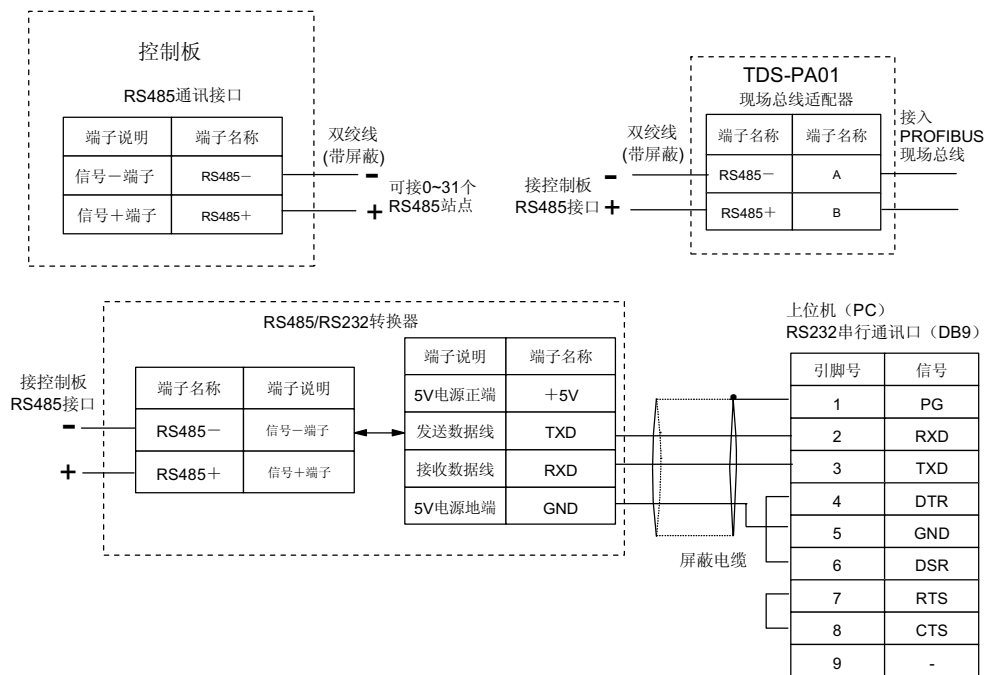 控制板
RS485通讯接口
端子说明 端子名称
信号－端子 RS485－
信号＋端子 RS485＋
双绞线
(带屏蔽)
-
+
可接0~31个
RS485站点
TDS-PA01
现场总线适配器
端子名称 端子名称
RS485－ A
RS485＋ B
双绞线
(带屏蔽)
接控制板
RS485接口
-
+
接入
PROFIBUS
现场总线
RS485/RS232转换器
接控制板
RS485接口
-
+
端子名称 端子说明
RS485－ 信号－端子
RS485＋ 信号＋端子
端子说明 端子名称
5V电源正端 ＋5V
发送数据线 TXD
接收数据线 RXD
5V电源地端 GND
屏蔽电缆
上位机（PC）
RS232串行通讯口（DB9）
引脚号 信号
1 PG
2 RXD
3 TXD
4 DTR
5 GND
6 DSR
7 RTS
8 CTS
9 -